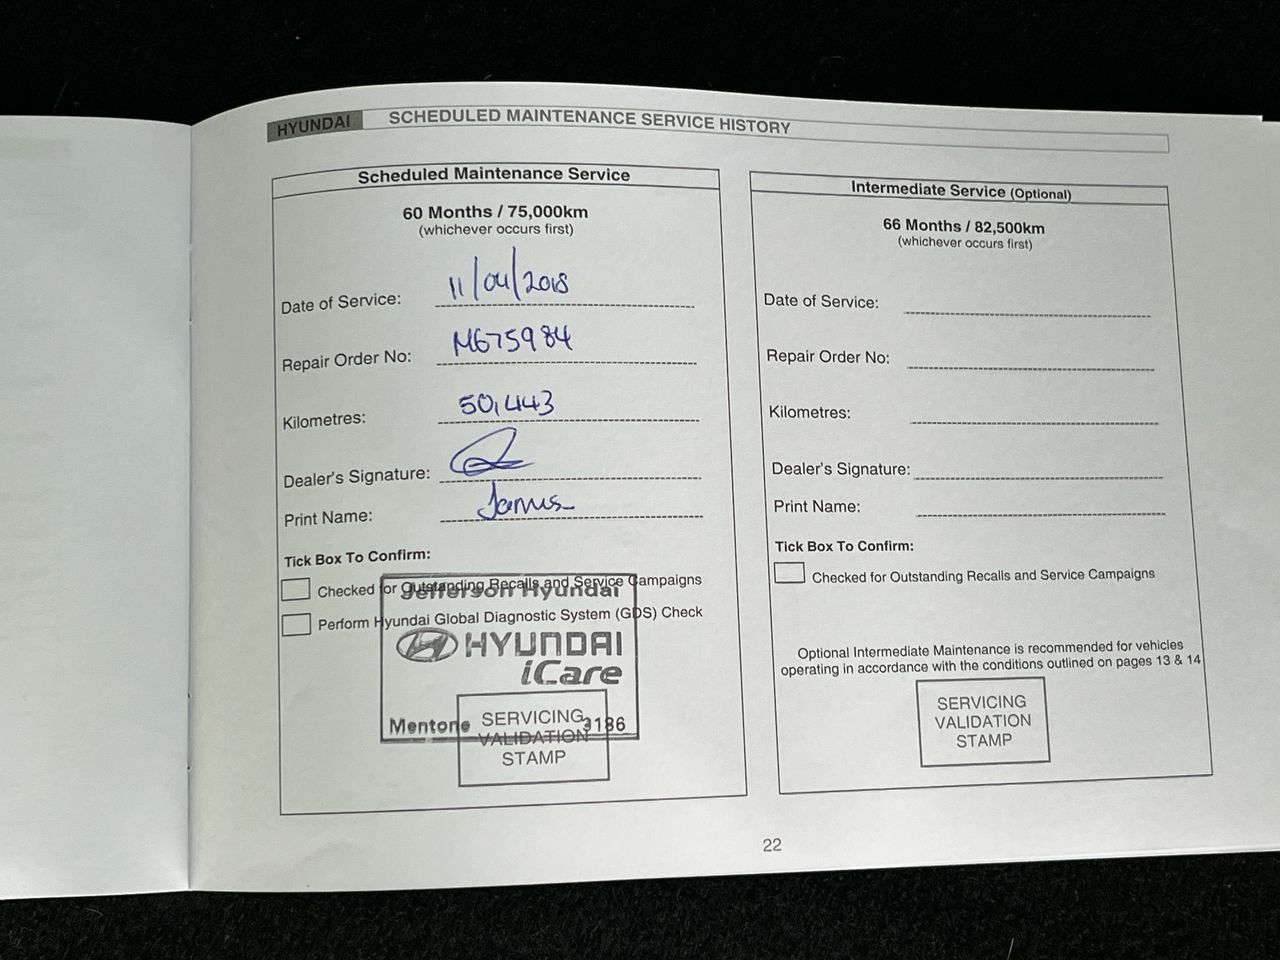 HYUNDAI SCHEDULED MAINTENANCE SERVICE HISTORY
Scheduled Maintenance Service
60 Months / 75,000km
(whichever occurs first)
Date of Service: 11/04/2018
Repair Order No: M675984
Kilometres: 50,443
Dealer's Signature:
Print Name:
Tick Box To Confirm:
Checked for Outstanding Recalls and Service Campaigns
Perform Hyundai Global Diagnostic System (GDS) Check
Jefferson Hyundai
HYUNDAI
iCare
Mentone 3186
SERVICING
VALIDATION
STAMP
Intermediate Service (Optional)
66 Months / 82,500km
(whichever occurs first)
Date of Service:
Repair Order No:
Kilometres:
Dealer's Signature:
Print Name:
Tick Box To Confirm:
Checked for Outstanding Recalls and Service Campaigns
Optional Intermediate Maintenance is recommended for vehicles
operating in accordance with the conditions outlined on pages 13 & 14
SERVICING
VALIDATION
STAMP
22